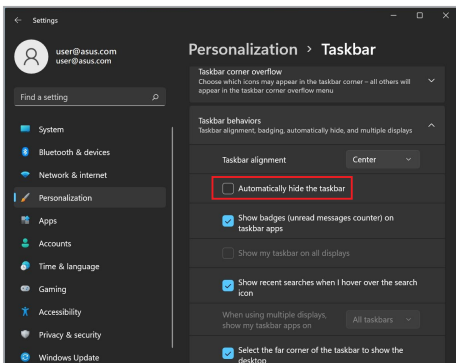 Settings
user@asus.com
user@asus.com
Find a setting
System
Bluetooth & devices
Network & internet
Personalization
Apps
Accounts
Time & language
Gaming
Accessibility
Privacy & security
Windows Update
Personalization > Taskbar
Taskbar corner overflow
Choose which icons may appear in the taskbar corner – all others will
appear in the taskbar corner overflow menu
Taskbar behaviors
Taskbar alignment, badging, automatically hide, and multiple displays
Taskbar alignment
Center
Automatically hide the taskbar
Show badges (unread messages counter) on
taskbar apps
Show my taskbar on all displays
Show recent searches when I hover over the search
icon
When using multiple displays,
show my taskbar apps on
All taskbars
Select the far corner of the taskbar to show the
desktop